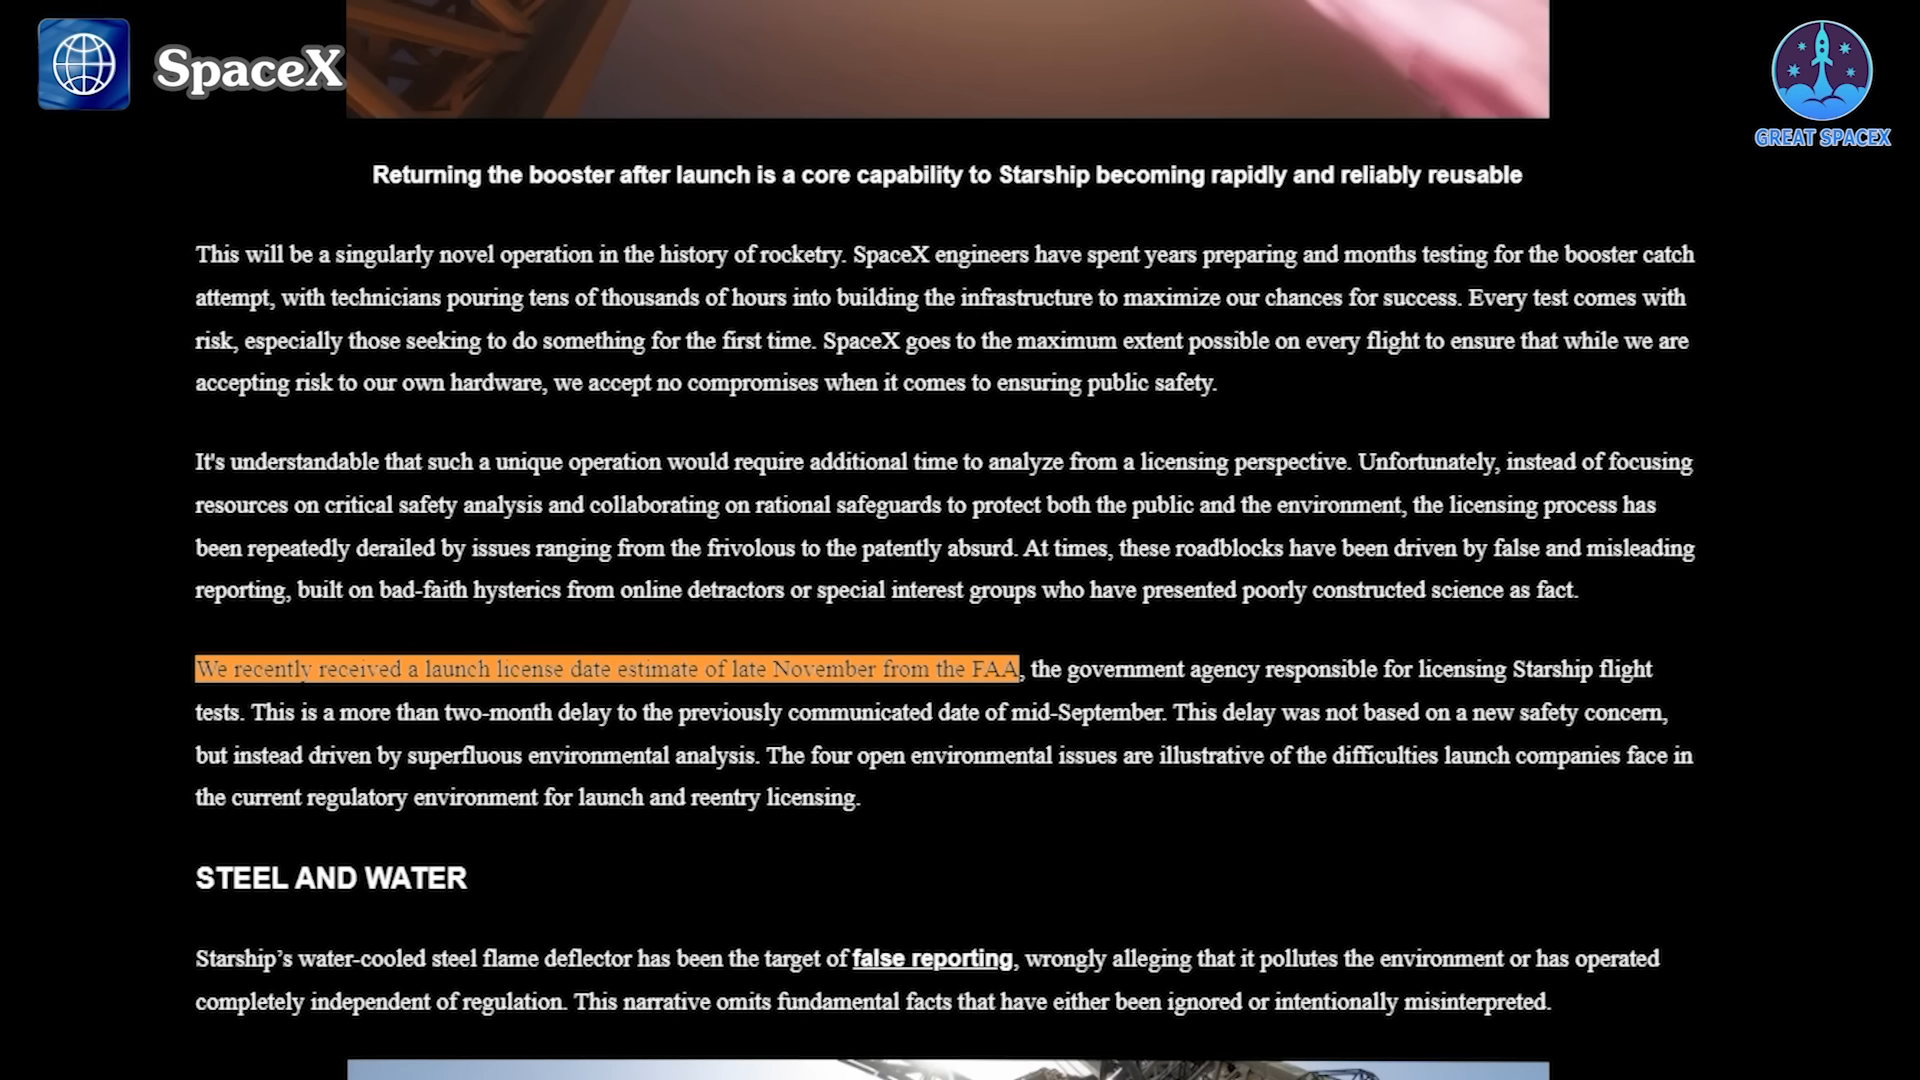 SpaceX
GREAT SPACEX
Returning the booster after launch is a core capability to Starship becoming rapidly and reliably reusable
This will be a singularly novel operation in the history of rocketry. SpaceX engineers have spent years preparing and months testing for the booster catch
attempt, with technicians pouring tens of thousands of hours into building the infrastructure to maximize our chances for success. Every test comes with
risk, especially those seeking to do something for the first time. SpaceX goes to the maximum extent possible on every flight to ensure that while we are
accepting risk to our own hardware, we accept no compromises when it comes to ensuring public safety.
It's understandable that such a unique operation would require additional time to analyze from a licensing perspective. Unfortunately, instead of focusing
resources on critical safety analysis and collaborating on rational safeguards to protect both the public and the environment, the licensing process has
been repeatedly derailed by issues ranging from the frivolous to the patently absurd. At times, these roadblocks have been driven by false and misleading
reporting, built on bad-faith hysterics from online detractors or special interest groups who have presented poorly constructed science as fact.
We recently received a launch license date estimate of late November from the FAA, the government agency responsible for licensing Starship flight
tests. This is a more than two-month delay to the previously communicated date of mid-September. This delay was not based on a new safety concern,
but instead driven by superfluous environmental analysis. The four open environmental issues are illustrative of the difficulties launch companies face in
the current regulatory environment for launch and reentry licensing.
STEEL AND WATER
Starship’s water-cooled steel flame deflector has been the target of false reporting, wrongly alleging that it pollutes the environment or has operated
completely independent of regulation. This narrative omits fundamental facts that have either been ignored or intentionally misinterpreted.